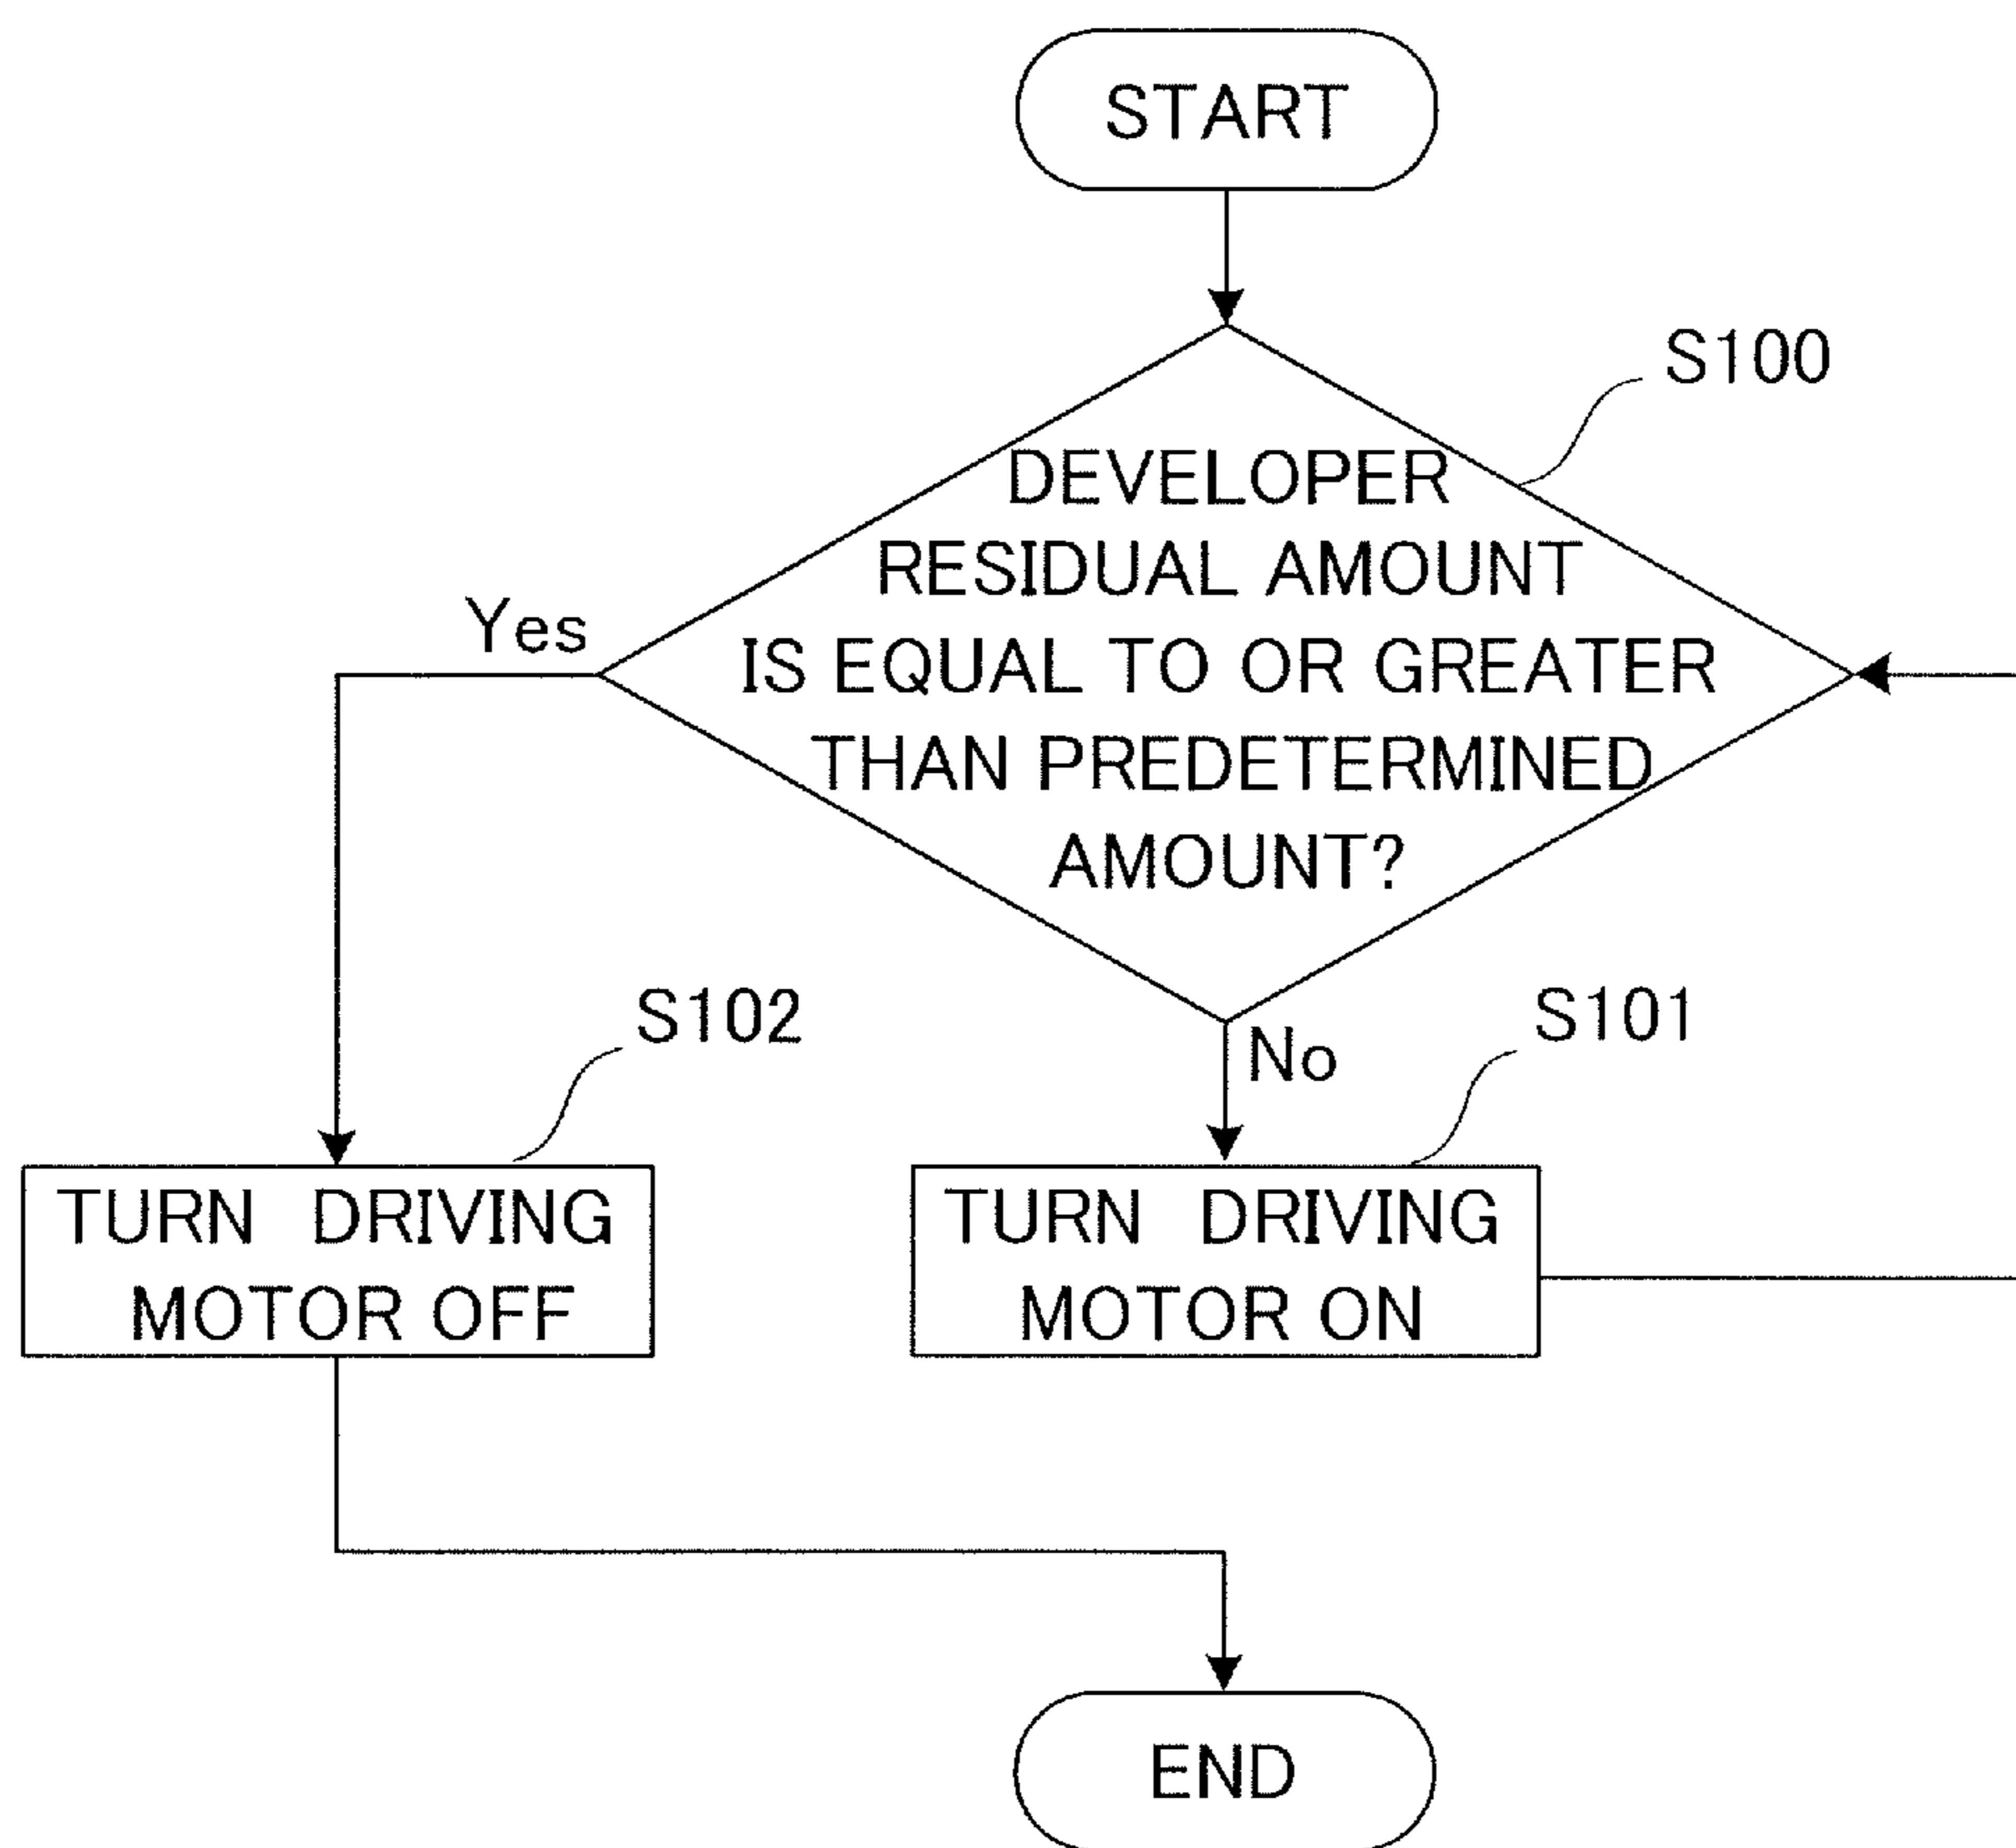 START
S100
DEVELOPER
RESIDUAL AMOUNT
IS EQUAL TO OR GREATER
THAN PREDETERMINED
AMOUNT?
Yes
No
S102
S101
TURN DRIVING
MOTOR OFF
TURN DRIVING
MOTOR ON
END